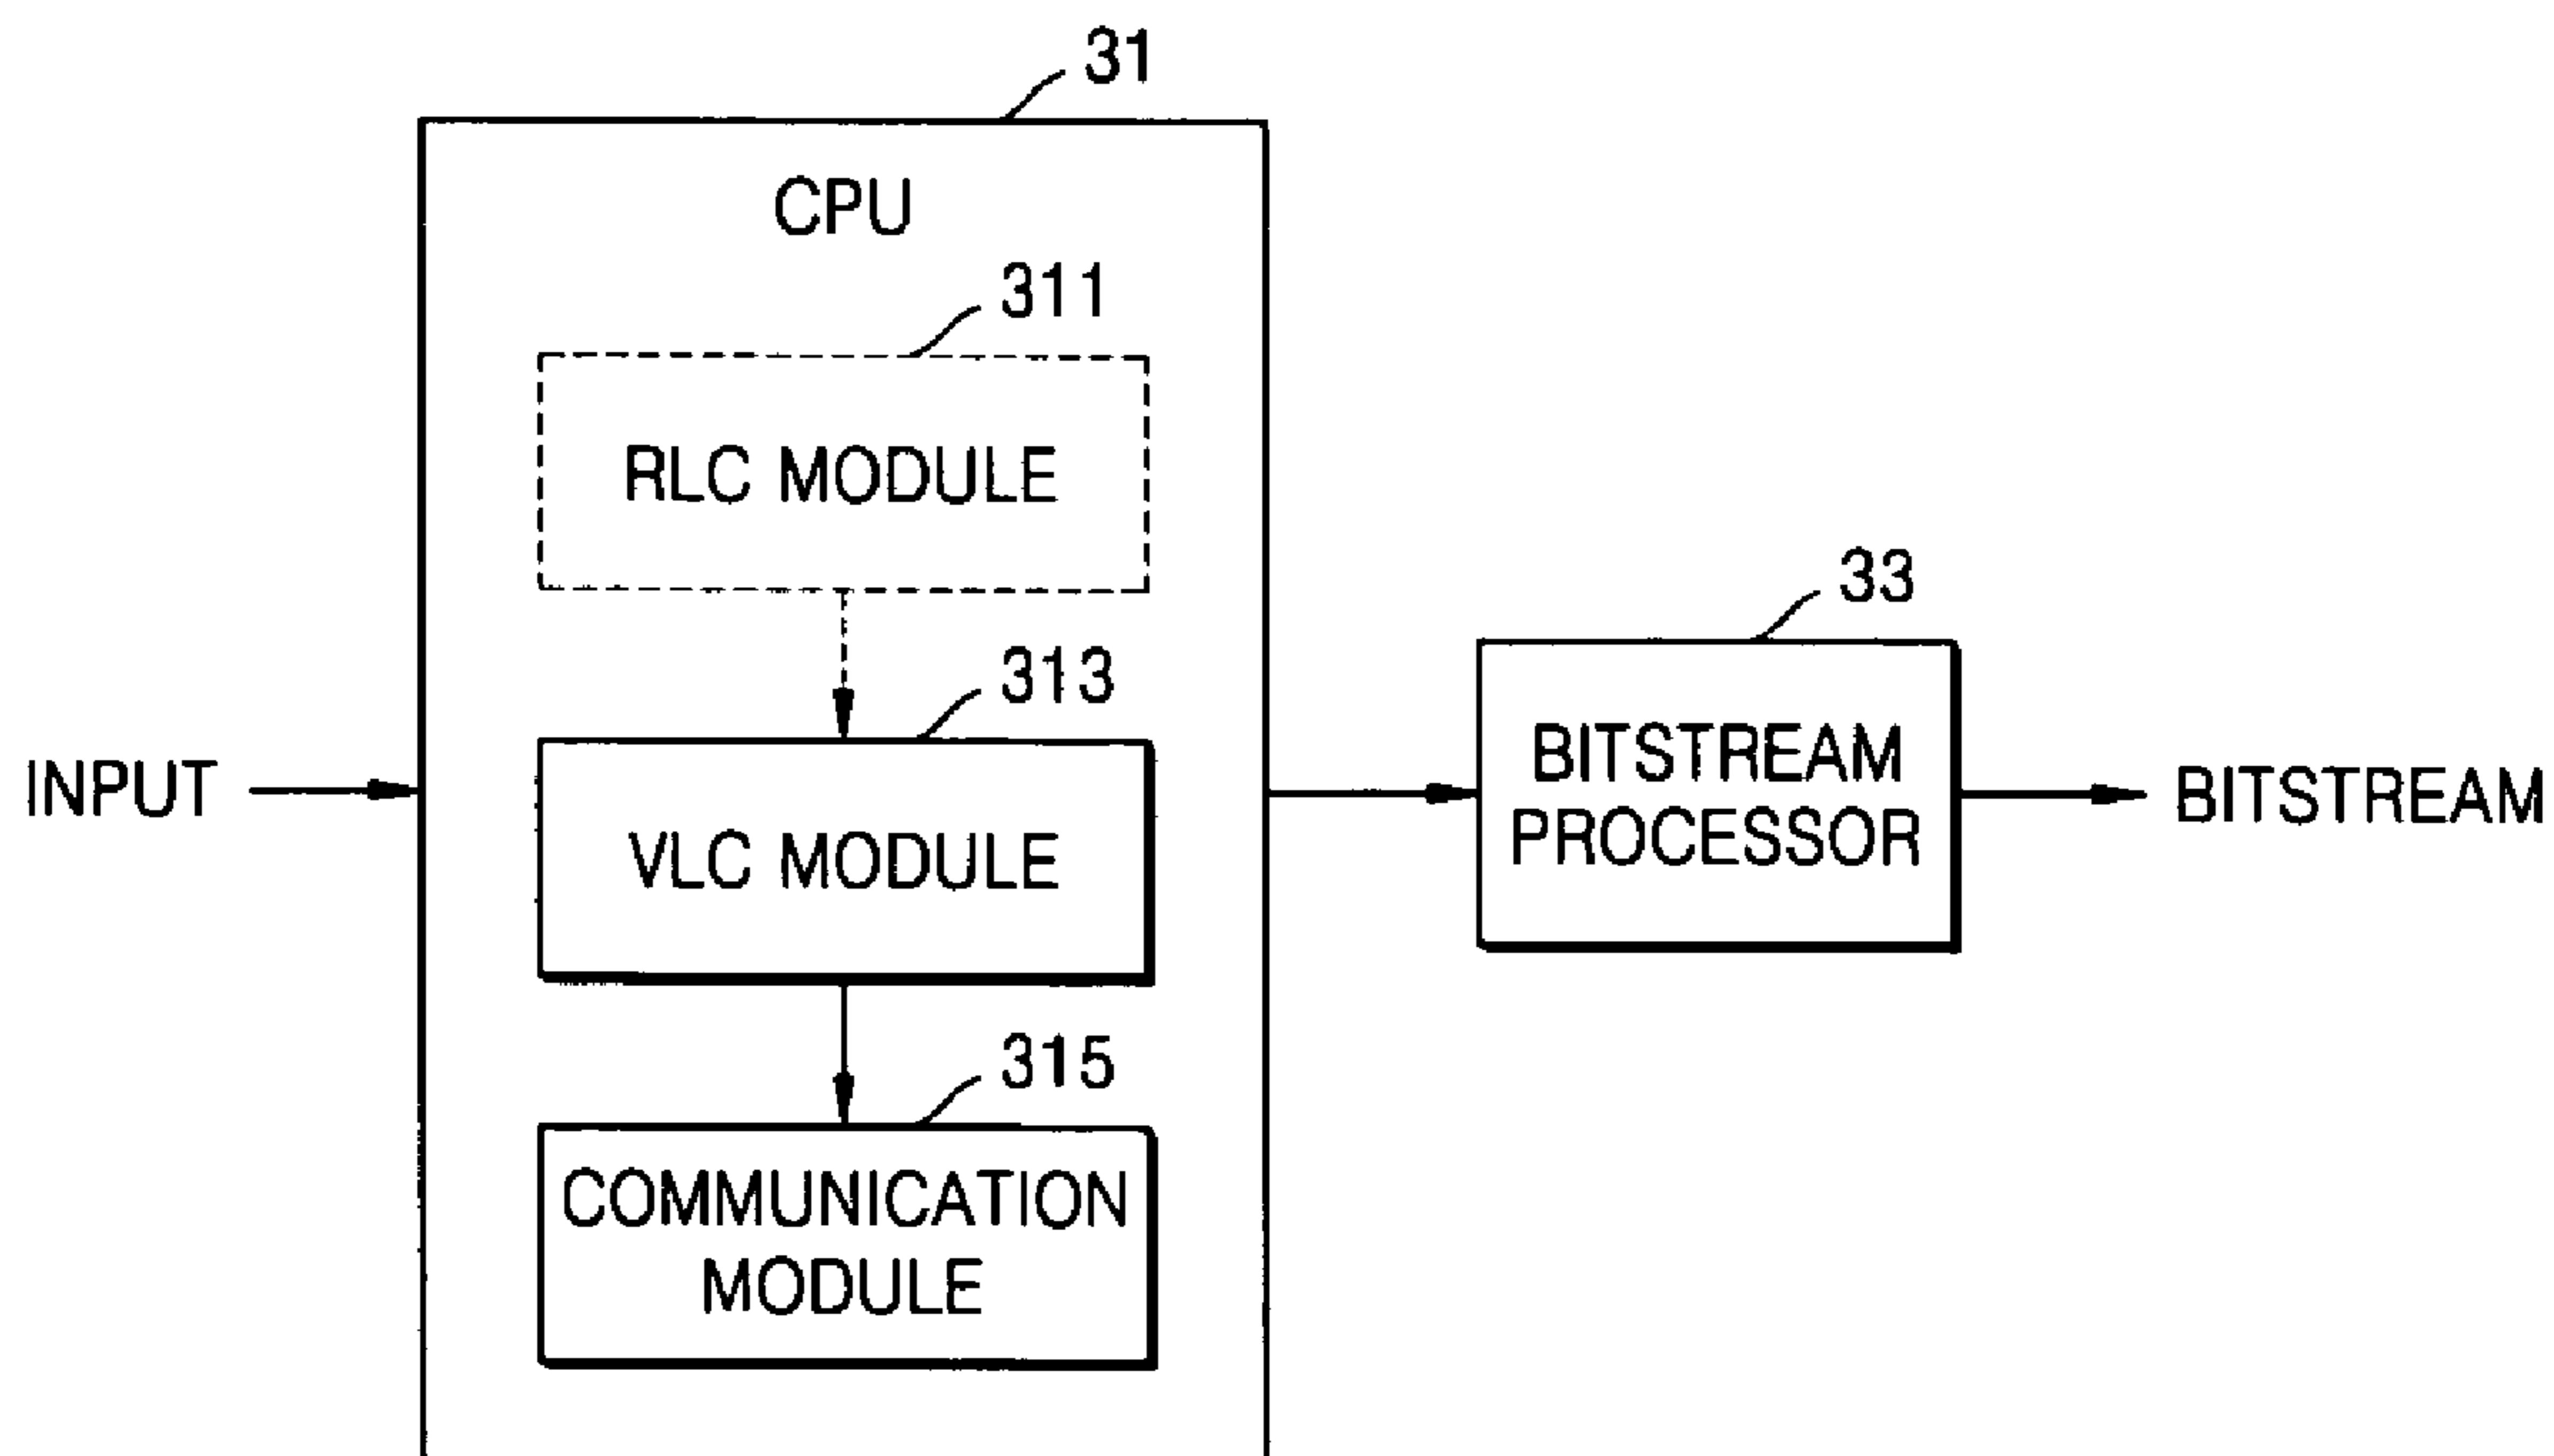 31
CPU
311
RLC MODULE
313
VLC MODULE
315
COMMUNICATION
MODULE
INPUT
33
BITSTREAM
PROCESSOR
BITSTREAM